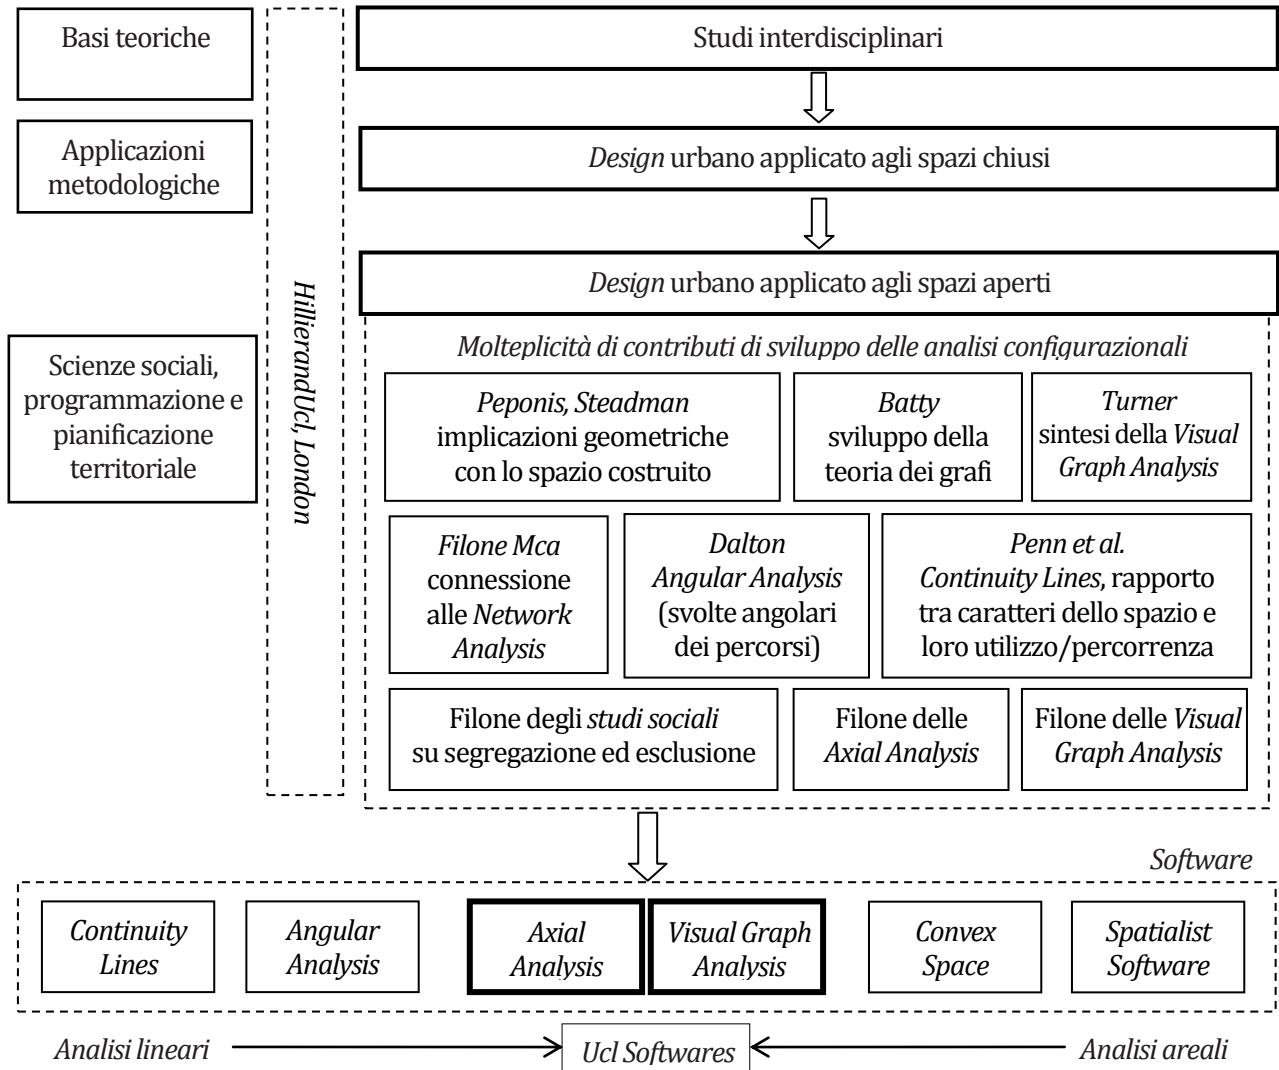 Basi teoriche
Studi interdisciplinari
Applicazioni
metodologiche
Design urbano applicato agli spazi chiusi
HillierandUcl, London
Design urbano applicato agli spazi aperti
Scienze sociali,
programmazione e
pianificazione
territoriale
Molteplicità di contributi di sviluppo delle analisi configurazionali
Peponis, Steadman
implicazioni geometriche
con lo spazio costruito
Batty
sviluppo della
teoria dei grafi
Turner
sintesi della Visual
Graph Analysis
Filone Mca
connessione
alle Network
Analysis
Dalton
Angular Analysis
(svolte angolari
dei percorsi)
Penn et al.
Continuity Lines, rapporto
tra caratteri dello spazio e
loro utilizzo/percorrenza
Filone degli studi sociali
su segregazione ed esclusione
Filone delle
Axial Analysis
Filone delle Visual
Graph Analysis
Software
Continuity
Lines
Angular
Analysis
Axial
Analysis
Visual Graph
Analysis
Convex
Space
Spatialist
Software
Analisi lineari
Ucl Softwares
Analisi areali